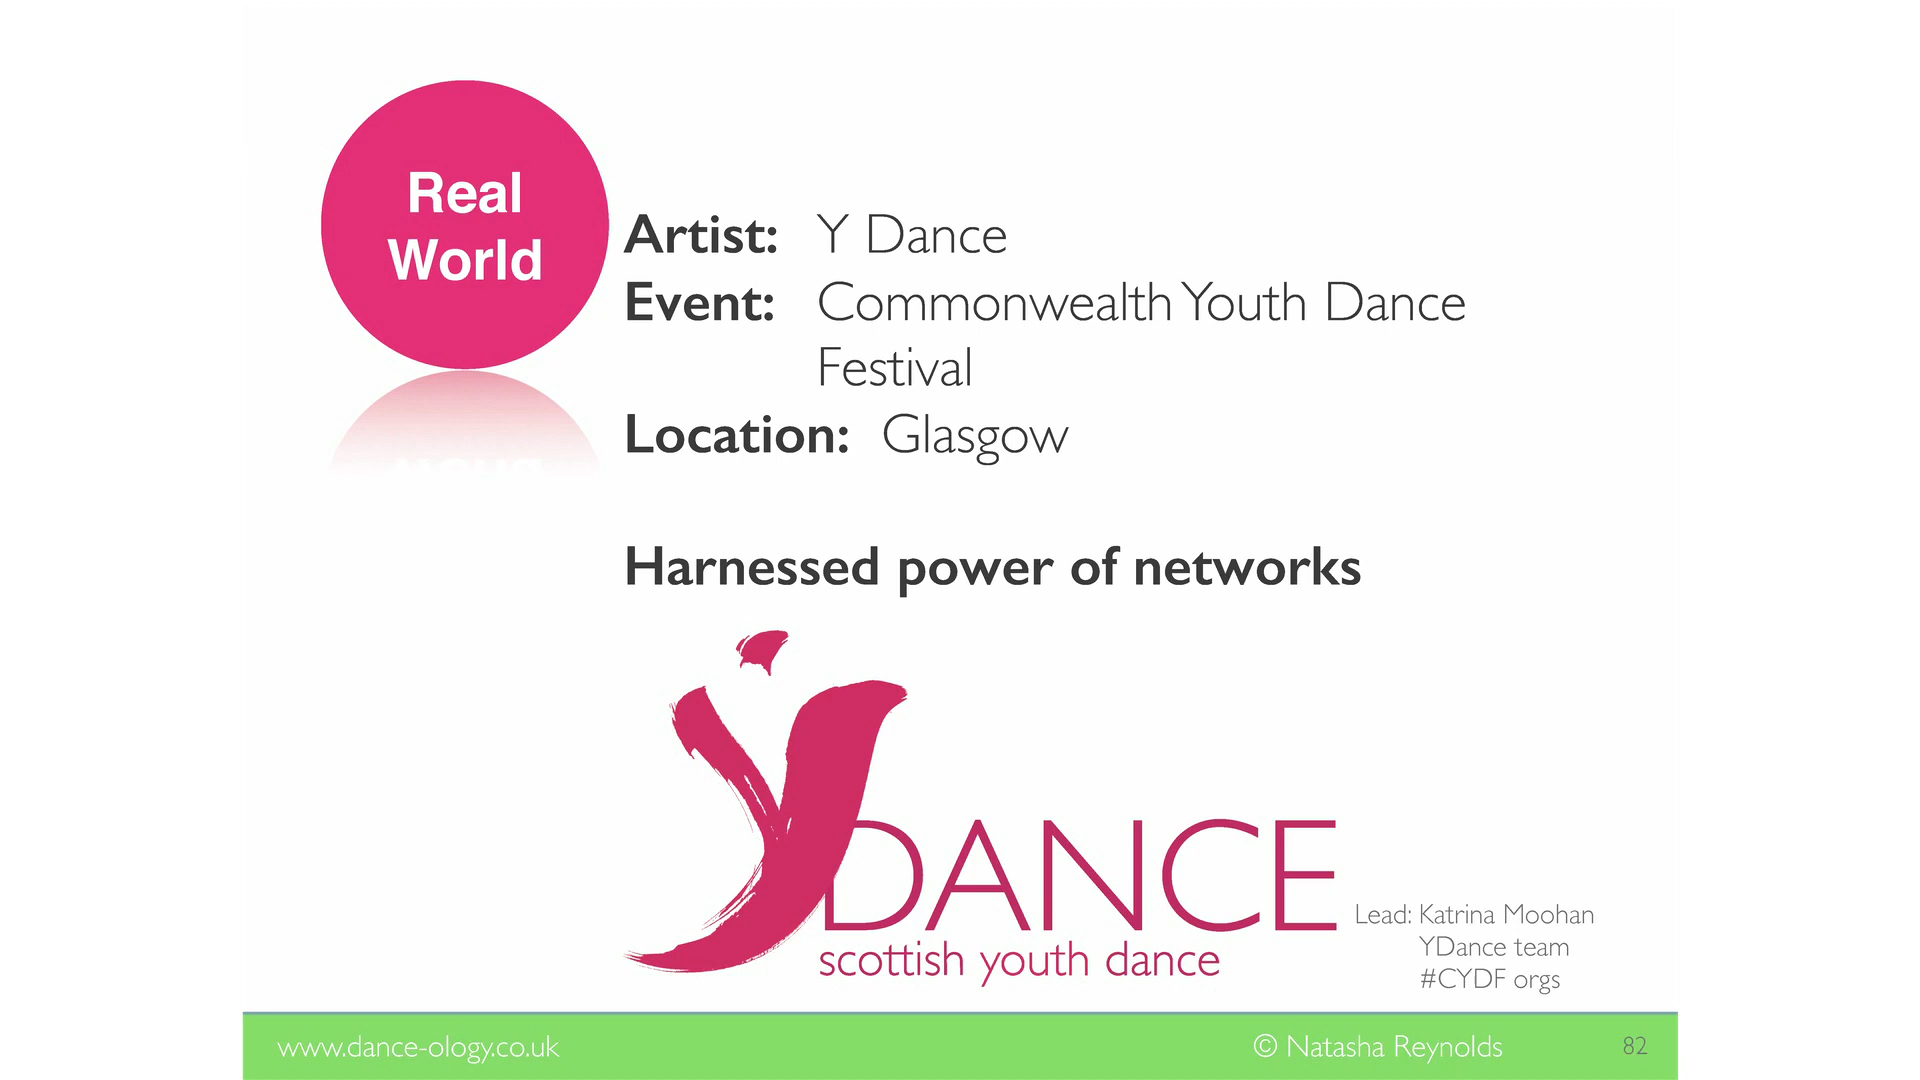 Real
World
Artist: Y Dance
Event: Commonwealth Youth Dance
Festival
Location: Glasgow
Harnessed power of networks
YDANCE
scottish youth dance
Lead: Katrina Moohan
YDance team
#CYDF orgs
www.dance-ology.co.uk
© Natasha Reynolds
82